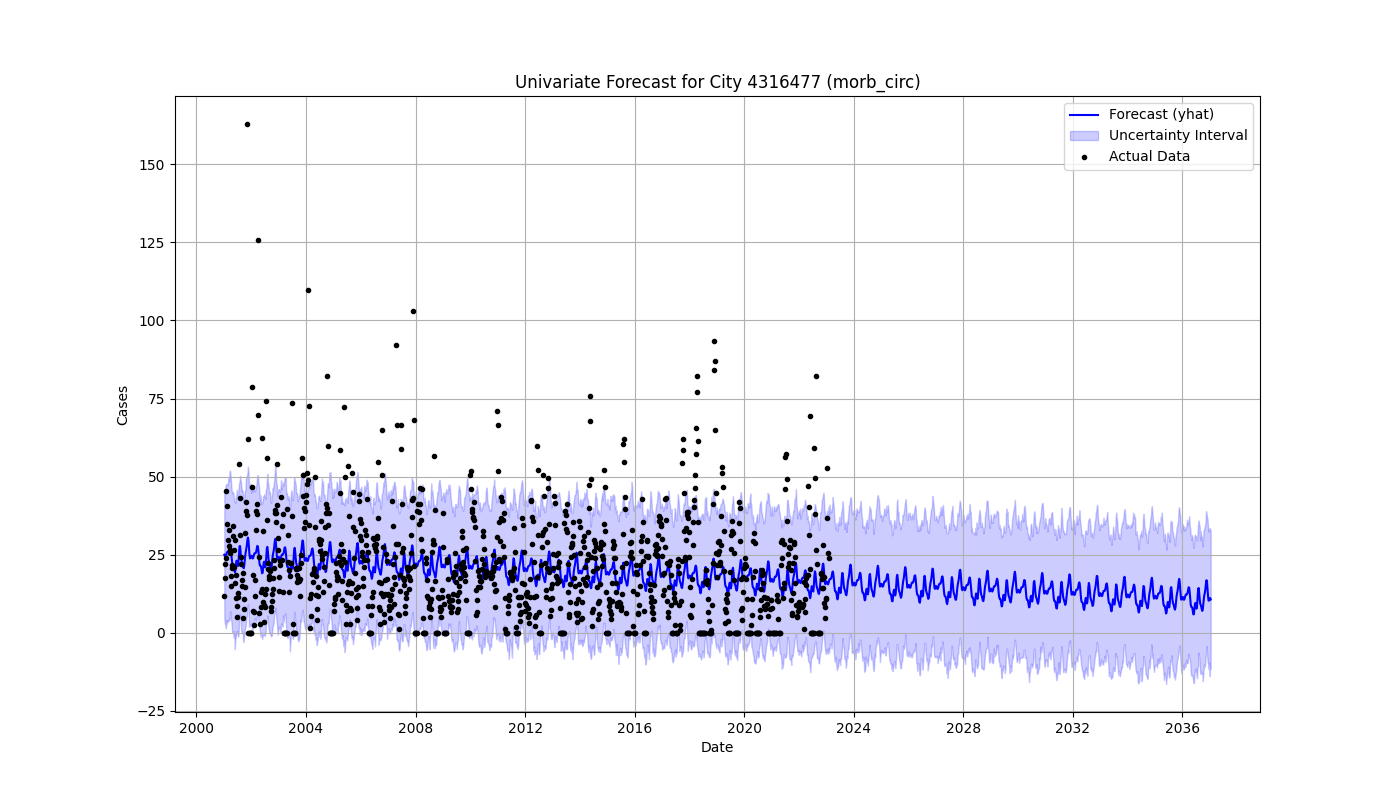 Univariate Forecast for City 4316477 (morb_circ)
Forecast (yhat)
Uncertainty Interval
Actual Data
Cases
150
125
100
75
50
25
0
−25
2000 2004 2008 2012 2016 2020 2024 2028 2032 2036
Date